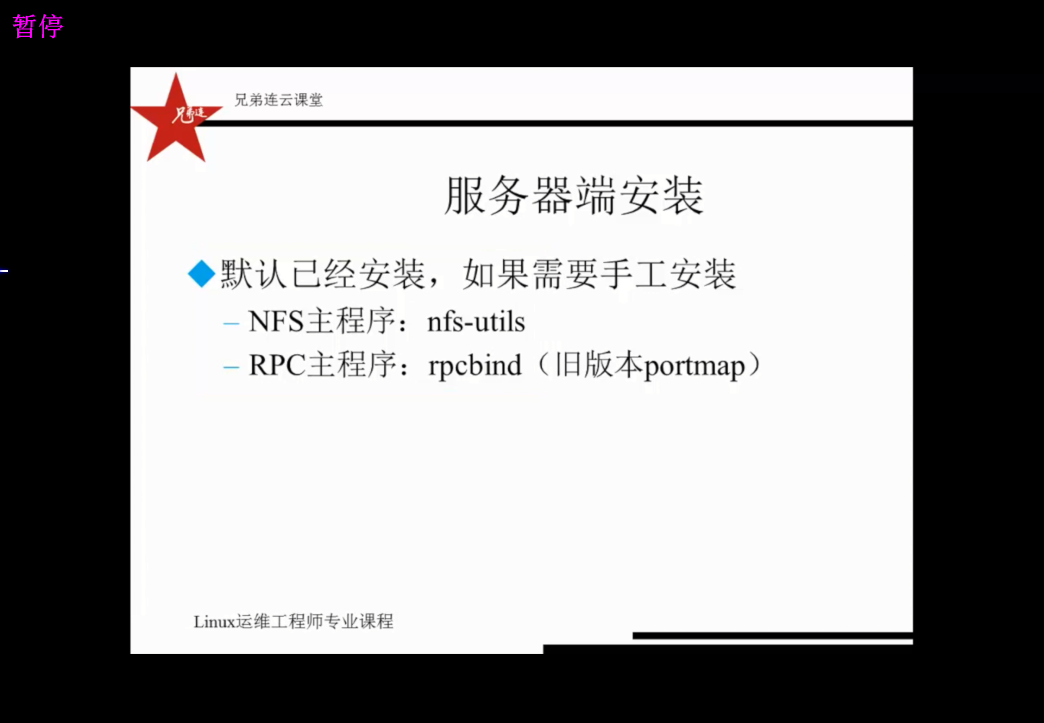 暂停
兄弟连
兄弟连云课堂
服务器端安装
默认已经安装，如果需要手工安装
– NFS主程序：nfs-utils
– RPC主程序：rpcbind（旧版本portmap）
Linux运维工程师专业课程